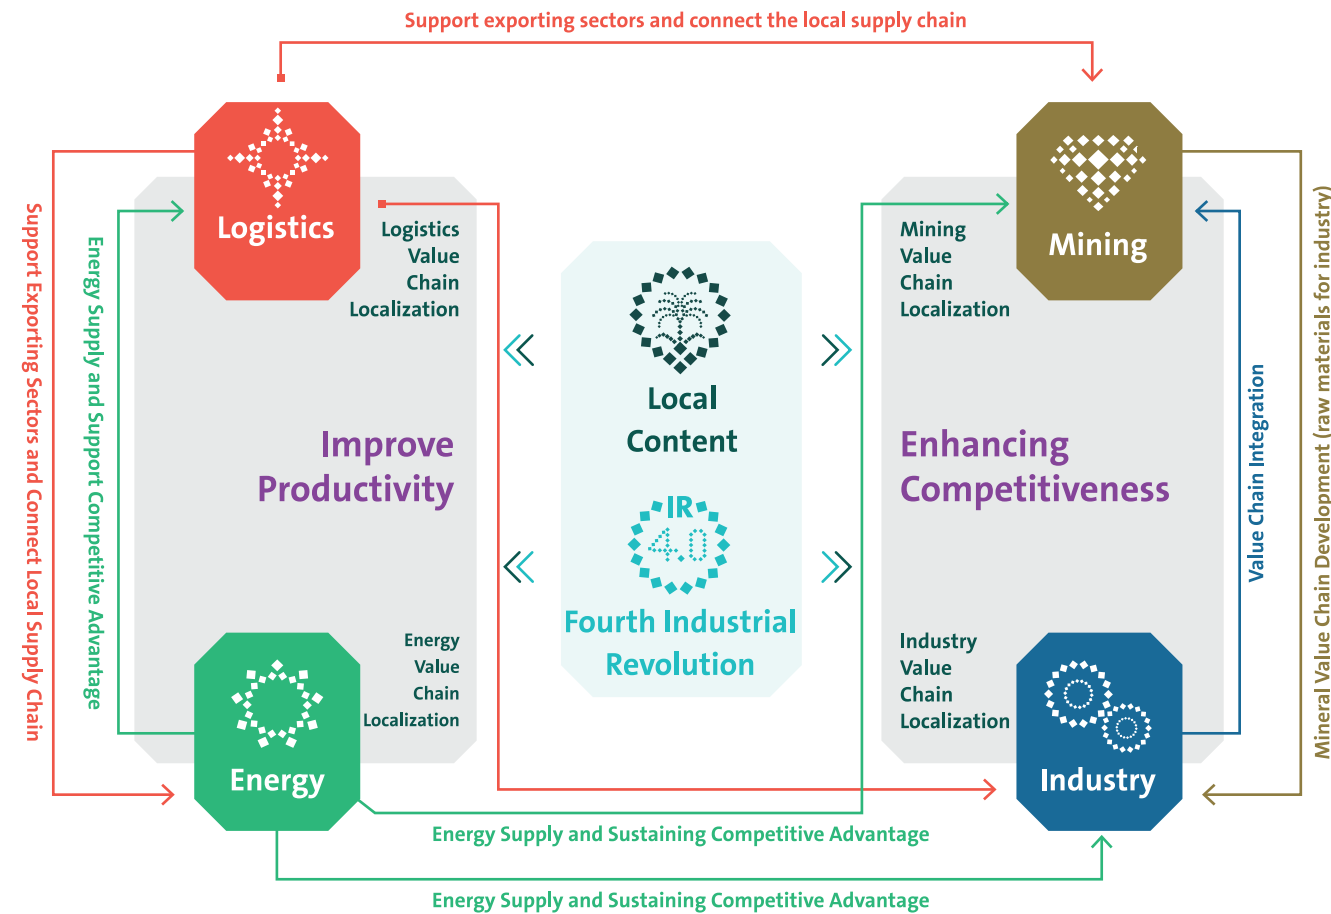 Support exporting sectors and connect the local supply chain
Logistics
Mining
Support Exporting Sectors and Connect Local Supply Chain
Energy Supply and Support Competitive Advantage
Logistics
Value
Chain
Localization
Mining
Value
Chain
Localization
Local
Content
Improve
Productivity
Enhancing
Competitiveness
IR
4.0
Fourth Industrial
Revolution
Value Chain Integration
Mineral Value Chain Development (raw materials for industry)
Energy
Value
Chain
Localization
Industry
Value
Chain
Localization
Energy
Industry
Energy Supply and Sustaining Competitive Advantage
Energy Supply and Sustaining Competitive Advantage